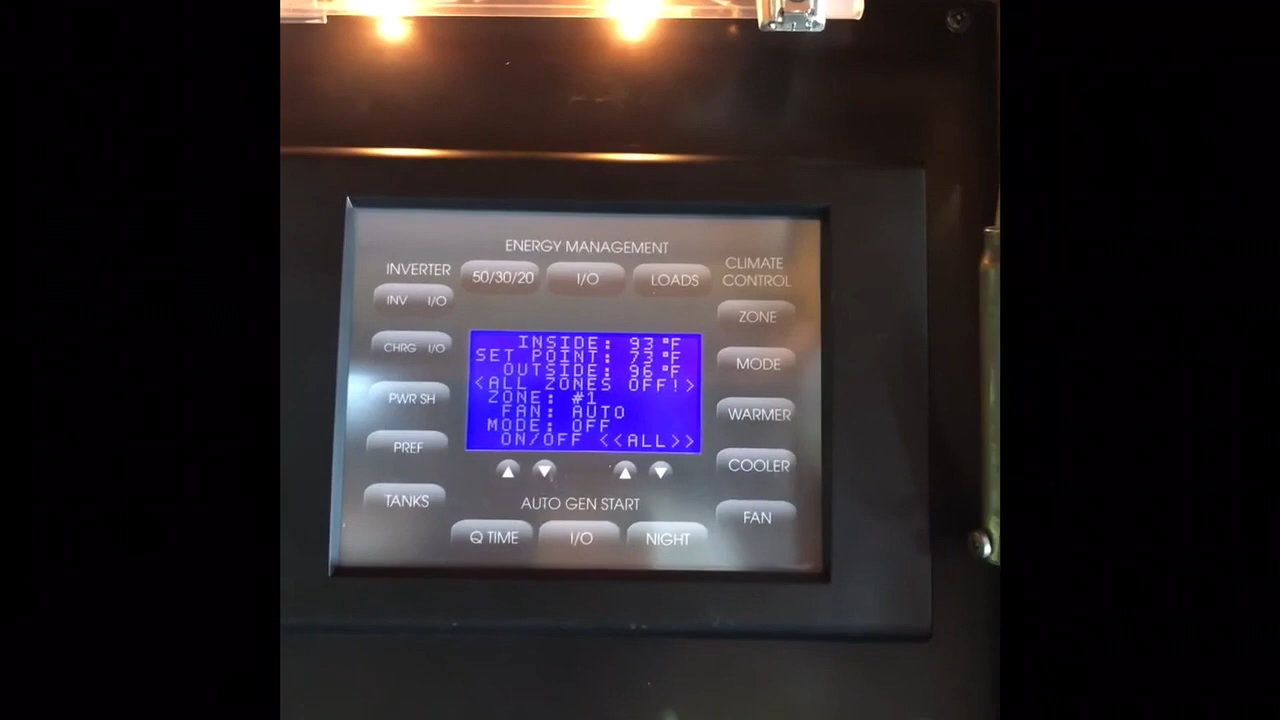 ENERGY MANAGEMENT
INVERTER
50/30/20 I/O LOADS
CLIMATE
CONTROL
INV I/O
ZONE
CHRG I/O
MODE
PWR SH
WARMER
PREF
COOLER
TANKS
FAN
INSIDE: 93°F
SET POINT: 73°F
OUTSIDE: 96°F
<ALL ZONES OFF!>
ZONE: #1
FAN: AUTO
MODE: OFF
ON/OFF <<ALL>>
AUTO GEN START
Q TIME I/O NIGHT